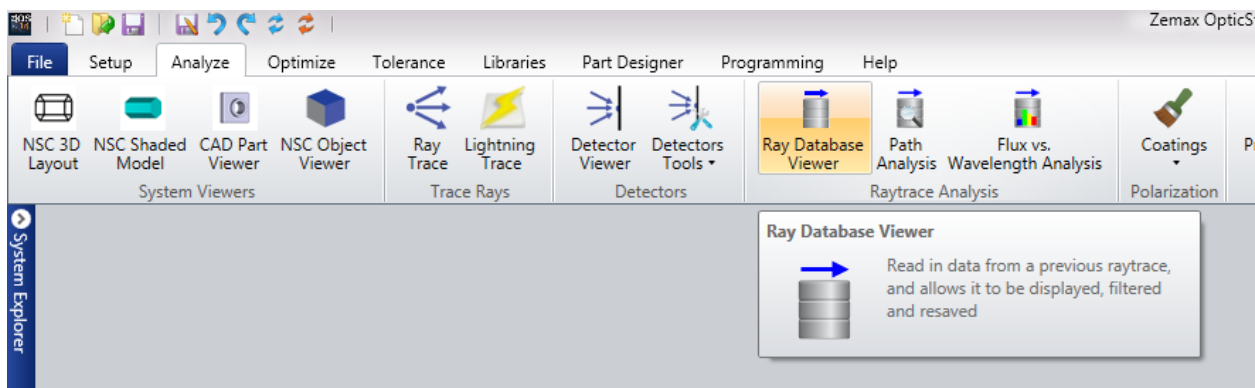 Zemax OpticSt
File Setup Analyze Optimize Tolerance Libraries Part Designer Programming Help
NSC 3D Layout
NSC Shaded Model
CAD Part Viewer
NSC Object Viewer
System Viewers
Ray Trace
Lightning Trace
Trace Rays
Detector Viewer
Detectors Tools
Detectors
Ray Database Viewer
Path Analysis
Flux vs. Wavelength Analysis
Raytrace Analysis
Coatings
Polarization
System Explorer
Ray Database Viewer
Read in data from a previous raytrace,
and allows it to be displayed, filtered
and resaved